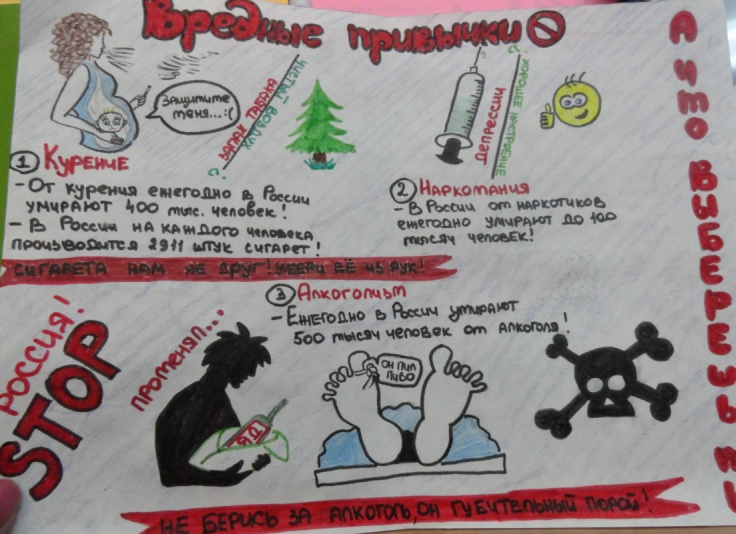 Вредные привычки
Защитите
меня...:(
ЗАПАХ ТАБАКА
ЧИСТЫЙ ВОЗДУХ
ДЕПРЕССИИ
ХОРОШЕЕ НАСТРОЕНИЕ
1 Курение
- От курения ежегодно в России
умирают 400 тыс. человек!
- В России на каждого человека
производится 2911 штук сигарет!
СИГАРЕТА НАМ НЕ ДРУГ! УБЕРИ ЕЁ ИЗ РУК!
2 Наркомания
- В России от наркотиков
ежегодно умирают до 100
тысяч человек!
3 Алкоголизм
- Ежегодно в России умирают
500 тысяч человек от алкоголя!
РОССИЯ!
STOP
ПРОМЕНЯЛ...
ЯД
ОН ПИЛ
ПИВО
НЕ БЕРИСЬ ЗА АЛКОГОЛЬ, ОН ГУБИТЕЛЬНЫЙ ПОРОЙ!
А ЧТО ВЫБЕРЕШЬ